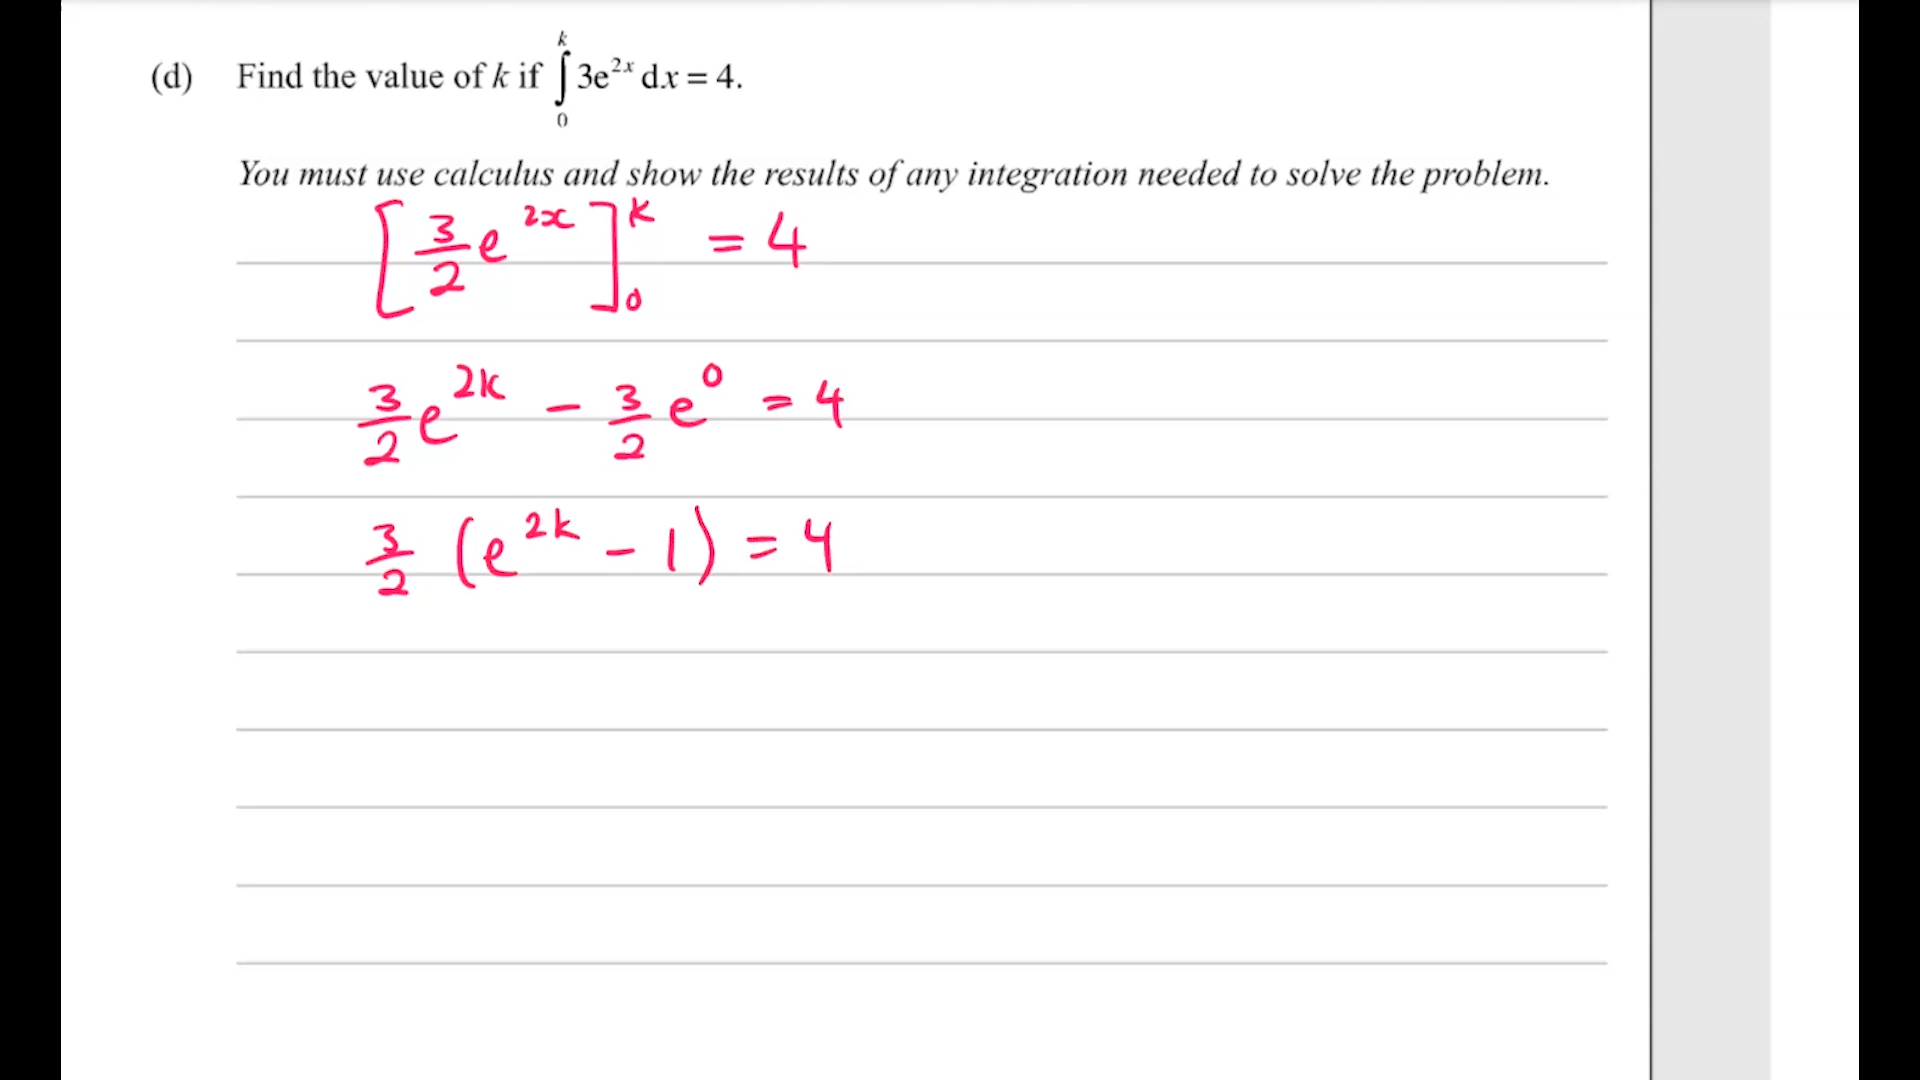 (d) Find the value of k if ∫₀ᵏ 3e²ˣ dx = 4.
You must use calculus and show the results of any integration needed to solve the problem.
[3/2 e^2x]₀ᵏ = 4
3/2 e^2k − 3/2 e^0 = 4
3/2 (e^2k − 1) = 4